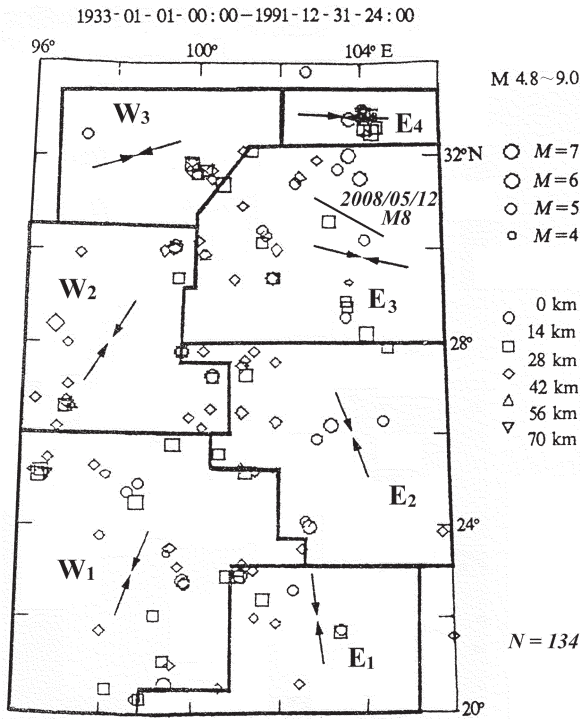 1933-01-01-00:00—1991-12-31-24:00
96° 100° 104° E
M 4.8~9.0
W3
E4
32°N
M=7
M=6
M=5
M=4
2008/05/12
M8
W2
E3
0 km
14 km
28 km
42 km
56 km
70 km
28°
E2
24°
W1
E1
N = 134
20°